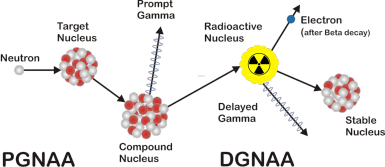 Neutron
Target
Nucleus
Prompt
Gamma
Compound
Nucleus
Radioactive
Nucleus
Electron
(after Beta decay)
Delayed
Gamma
Stable
Nucleus
PGNAA
DGNAA